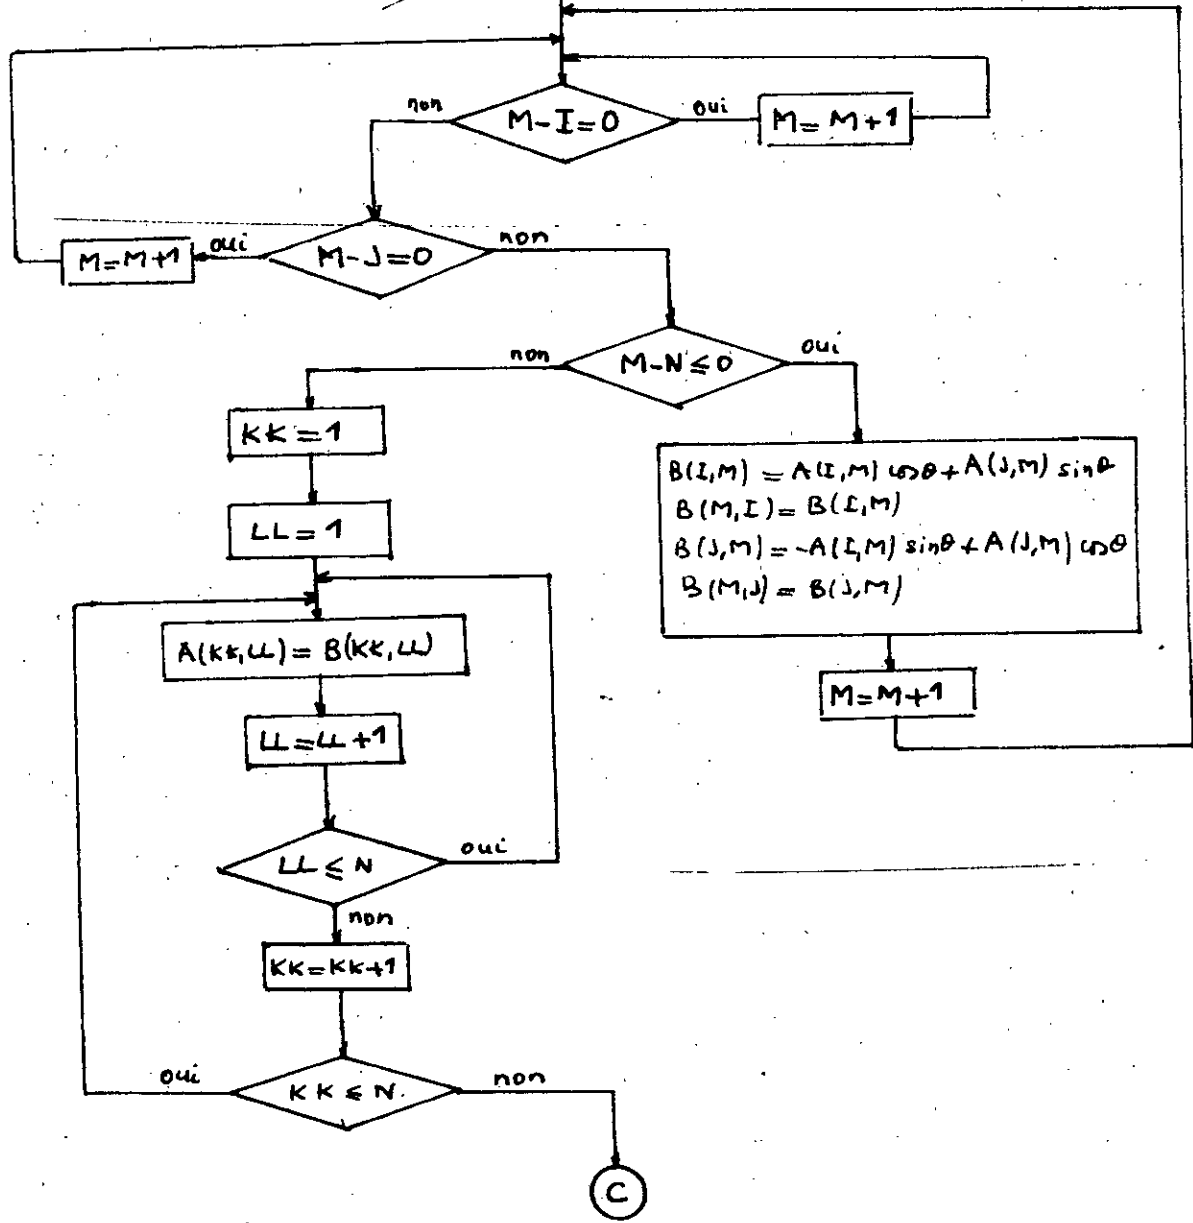 M-I=0
non
oui
M=M+1
M-J=0
oui
non
M=M+1
M-N≤0
non
oui
KK=1
LL=1
B(I,M) = A(I,M) cosθ + A(J,M) sinθ
B(M,I) = B(I,M)
B(J,M) = -A(I,M) sinθ + A(J,M) cosθ
B(M,J) = B(J,M)
M=M+1
A(KK,LL) = B(KK,LL)
LL=LL+1
LL ≤ N
oui
non
KK=KK+1
KK ≤ N
oui
non
C